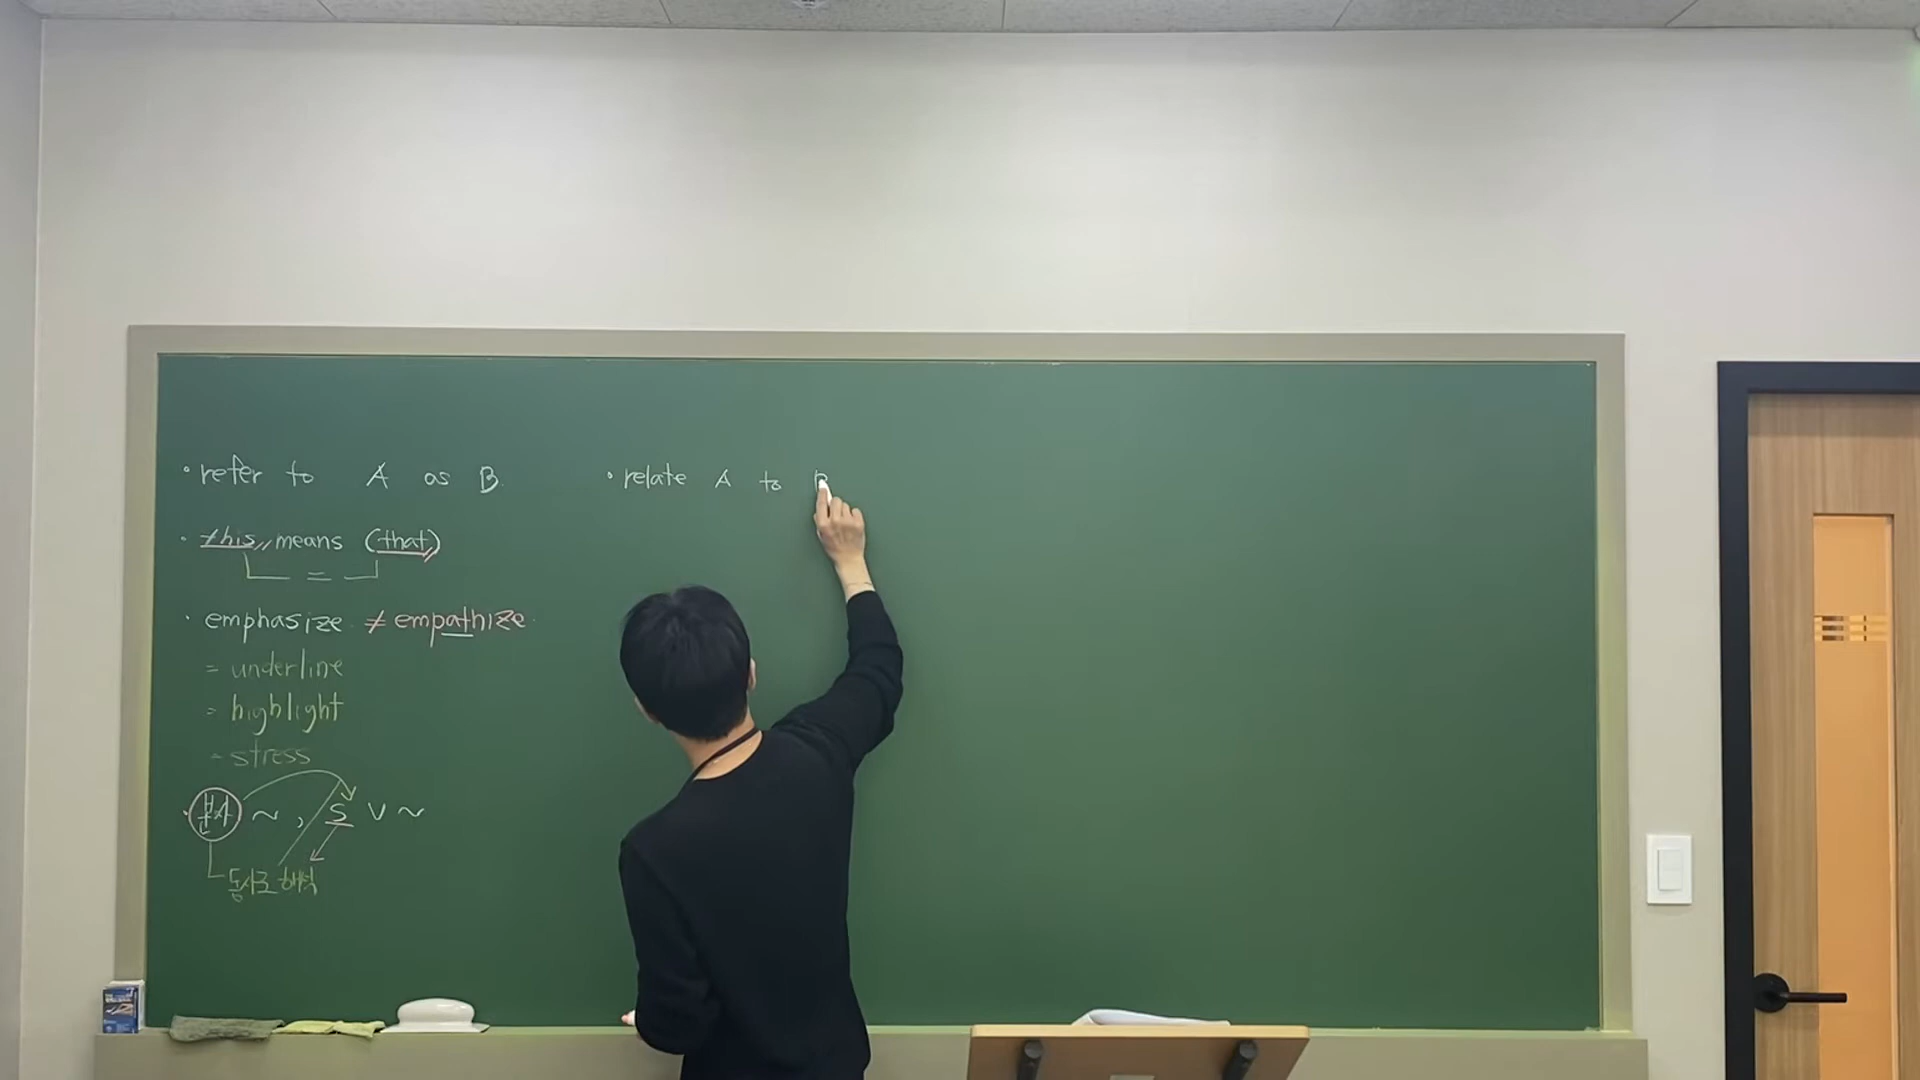 · refer to A as B.
· this // means (that)
=
· emphasize ≠ empathize.
= underline
= highlight
= stress
· 분사 ~ , S V ~
동사로 해석
· relate A to B